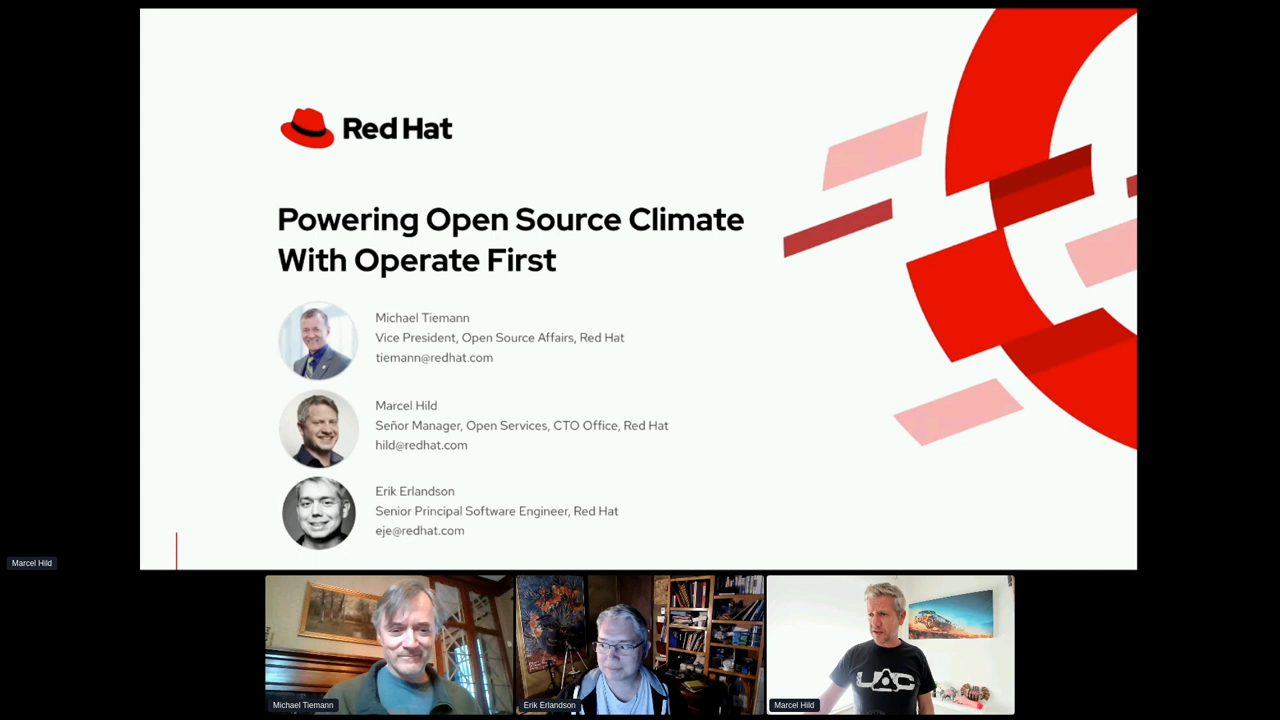 Red Hat
Powering Open Source Climate
With Operate First
Michael Tiemann
Vice President, Open Source Affairs, Red Hat
tiemann@redhat.com
Marcel Hild
Señor Manager, Open Services, CTO Office, Red Hat
hild@redhat.com
Erik Erlandson
Senior Principal Software Engineer, Red Hat
eje@redhat.com
Marcel Hild
Michael Tiemann
Erik Erlandson
Marcel Hild
UAC